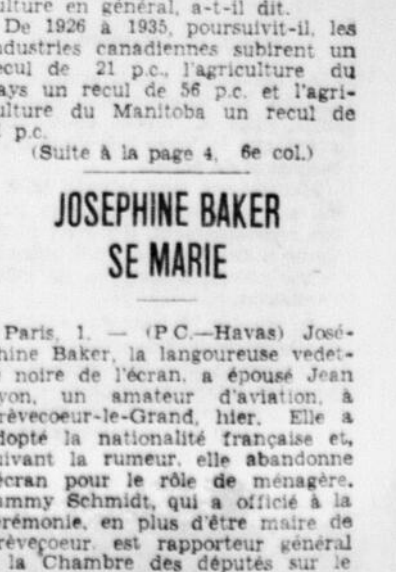 culture en général, a-t-il dit.
De 1926 à 1935, poursuivit-il, les
industries canadiennes subirent un
recul de 21 p.c., l'agriculture du
pays un recul de 56 p.c. et l'agri-
culture du Manitoba un recul de
p.c.
(Suite à la page 4, 6e col.)
JOSEPHINE BAKER
SE MARIE
Paris, 1. — (P C.—Havas) José-
phine Baker, la langoureuse vedet-
noire de l'écran, a épousé Jean
yon, un amateur d'aviation, à
rèvecoeur-le-Grand, hier. Elle a
dopté la nationalité française et,
uivant la rumeur, elle abandonne
écran pour le rôle de ménagère.
ammy Schmidt, qui a officié à la
érémonie, en plus d'être maire de
rèveçoeur est rapporteur général
la Chambre des députés sur le